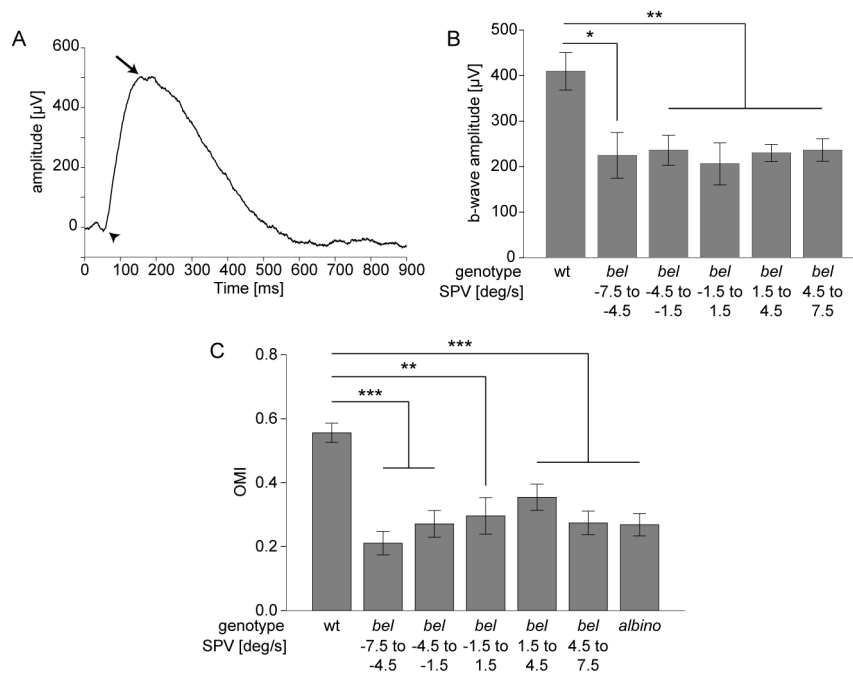 A
600
400
200
0
amplitude [µV]
0 100 200 300 400 500 600 700 800 900
Time [ms]
B
500
400
300
200
100
0
b-wave amplitude [µV]
**
*
genotype wt bel bel bel bel bel
SPV [deg/s] -7.5 to -4.5 to -1.5 to 1.5 to 4.5 to
-4.5 -1.5 1.5 4.5 7.5
C
0.8
0.6
0.4
0.2
0.0
OMI
***
**
***
genotype wt bel bel bel bel bel albino
SPV [deg/s] -7.5 to -4.5 to -1.5 to 1.5 to 4.5 to
-4.5 -1.5 1.5 4.5 7.5